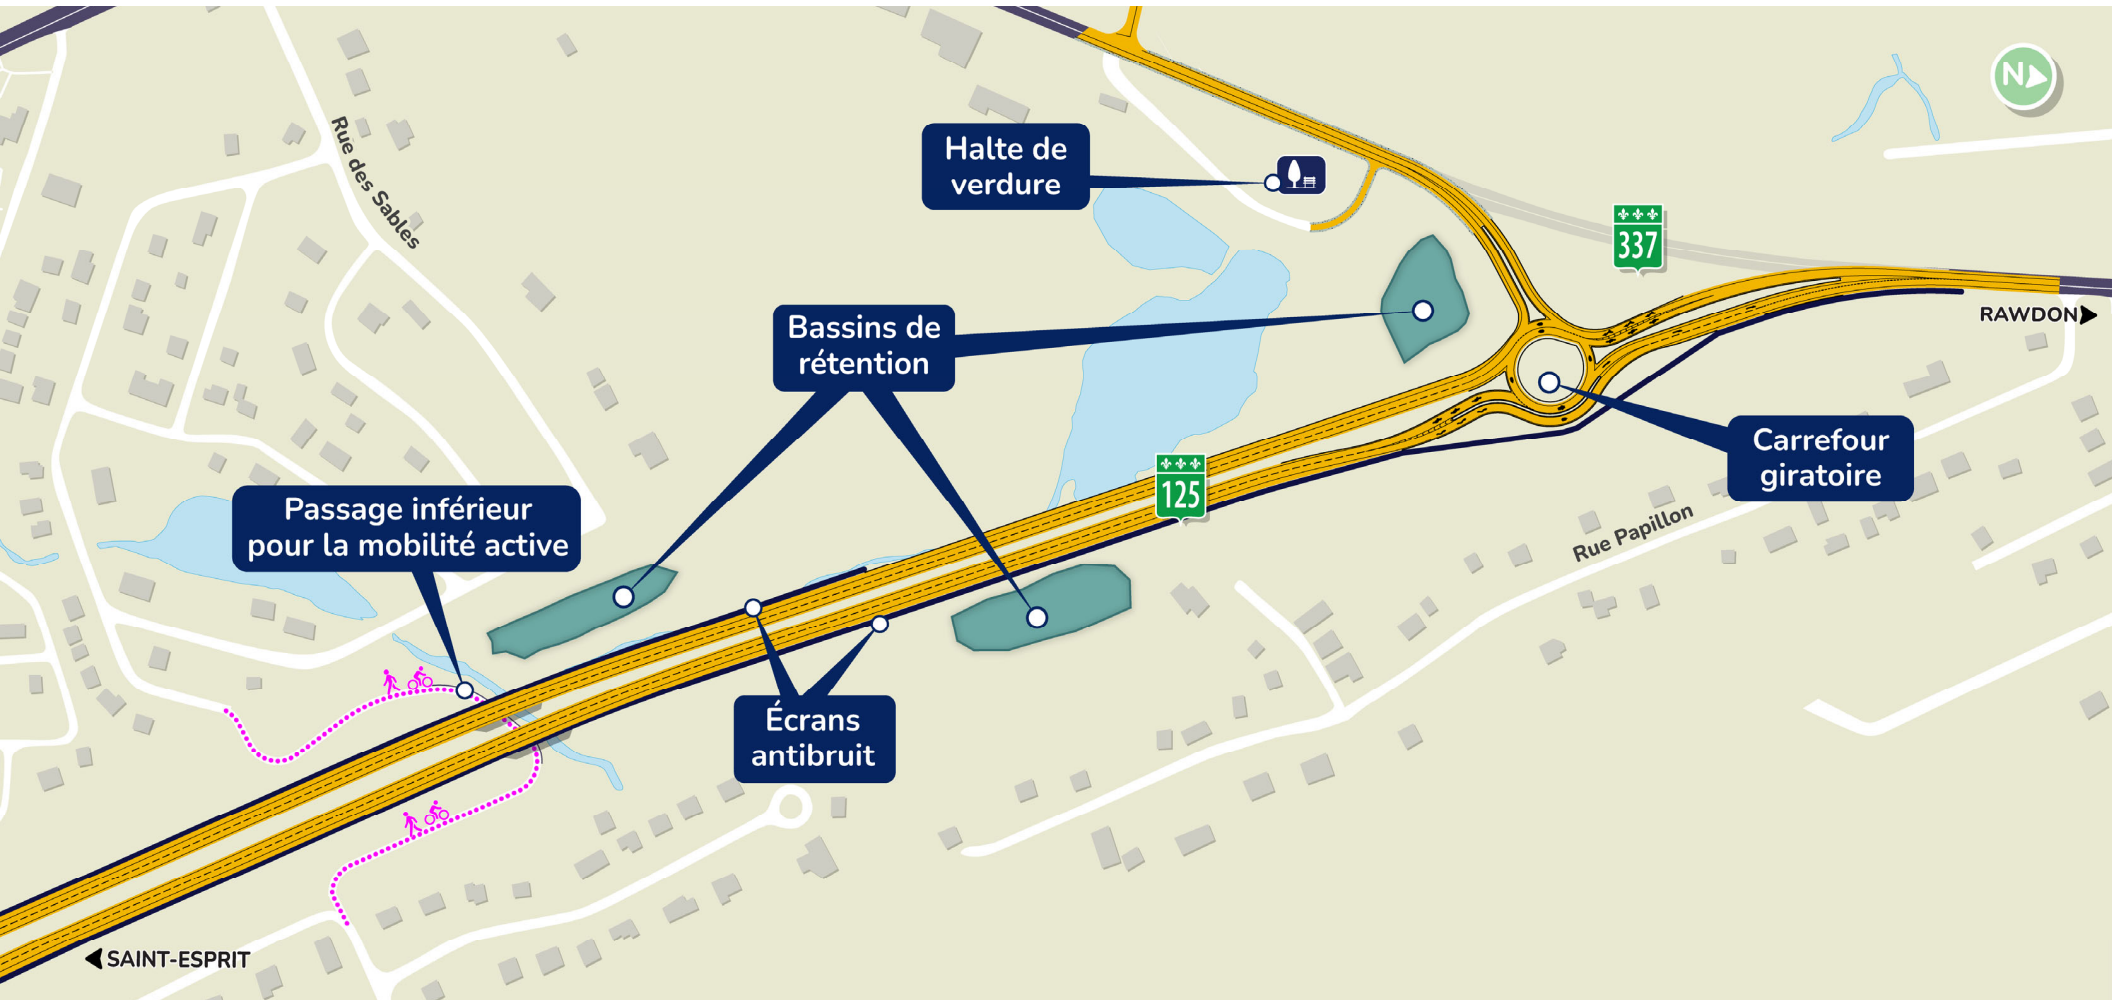 N
Rue des Sables
Halte de
verdure
337
RAWDON
Bassins de
rétention
Carrefour
giratoire
125
Passage inférieur
pour la mobilité active
Rue Papillon
Écrans
antibruit
SAINT-ESPRIT